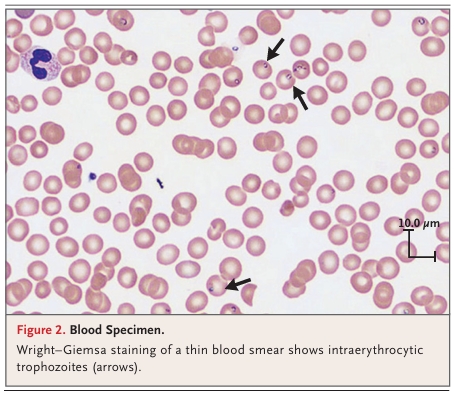 10.0 µm
Figure 2. Blood Specimen.
Wright–Giemsa staining of a thin blood smear shows intraerythrocytic
trophozoites (arrows).